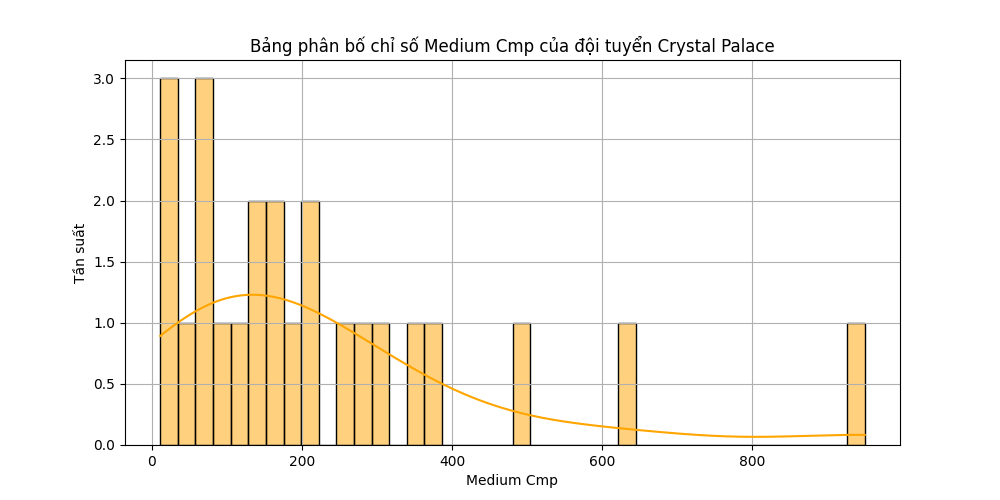 Bảng phân bố chỉ số Medium Cmp của đội tuyển Crystal Palace
3.0
2.5
2.0
1.5
1.0
0.5
0.0
Tần suất
0 200 400 600 800
Medium Cmp